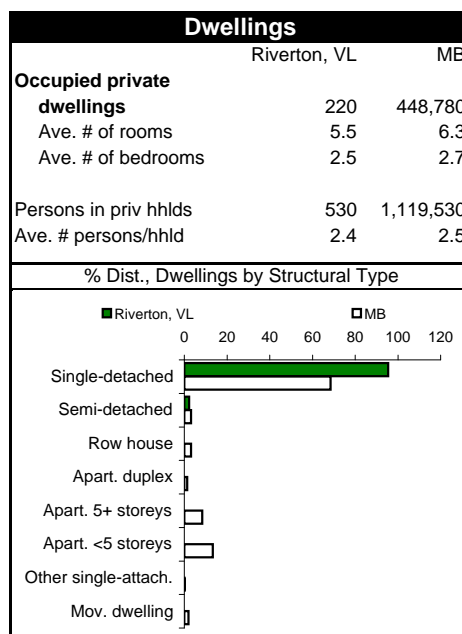 Dwellings
Riverton, VL MB
Occupied private
dwellings 220 448,780
Ave. # of rooms 5.5 6.3
Ave. # of bedrooms 2.5 2.7
Persons in priv hhlds 530 1,119,530
Ave. # persons/hhld 2.4 2.5
% Dist., Dwellings by Structural Type
Riverton, VL MB
0 20 40 60 80 100 120
Single-detached
Semi-detached
Row house
Apart. duplex
Apart. 5+ storeys
Apart. <5 storeys
Other single-attach.
Mov. dwelling